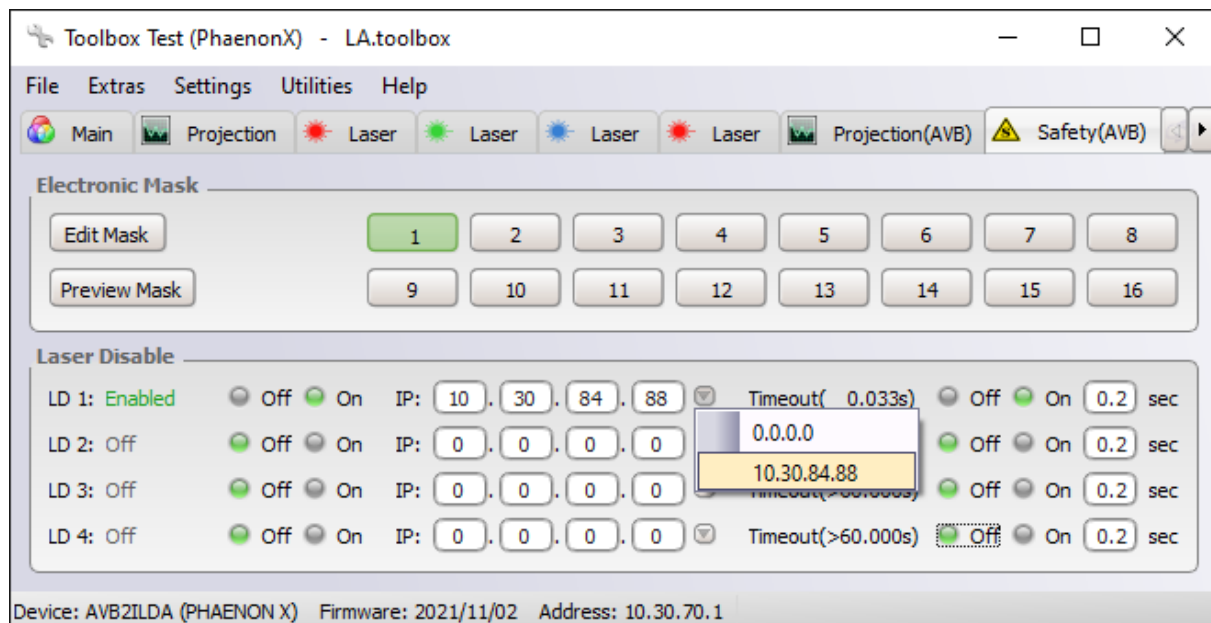 Toolbox Test (PhaenonX) - LA.toolbox
File Extras Settings Utilities Help
Main Projection Laser Laser Laser Laser Projection(AVB) Safety(AVB)
Electronic Mask
Edit Mask 1 2 3 4 5 6 7 8
Preview Mask 9 10 11 12 13 14 15 16
Laser Disable
LD 1: Enabled Off On IP: 10 . 30 . 84 . 88 Timeout( 0.033s) Off On 0.2 sec
LD 2: Off Off On IP: 0 . 0 . 0 . 0 0.0.0.0 Off On 0.2 sec
LD 3: Off Off On IP: 0 . 0 . 0 . 0 10.30.84.88 Off On 0.2 sec
LD 4: Off Off On IP: 0 . 0 . 0 . 0 Timeout(>60.000s) Off On 0.2 sec
Device: AVB2ILDA (PHAENON X) Firmware: 2021/11/02 Address: 10.30.70.1